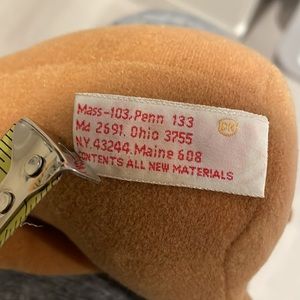 Mass-103, Penn 133
Md 2691. Ohio 3755
N.Y. 43244. Maine 608
CONTENTS ALL NEW MATERIALS